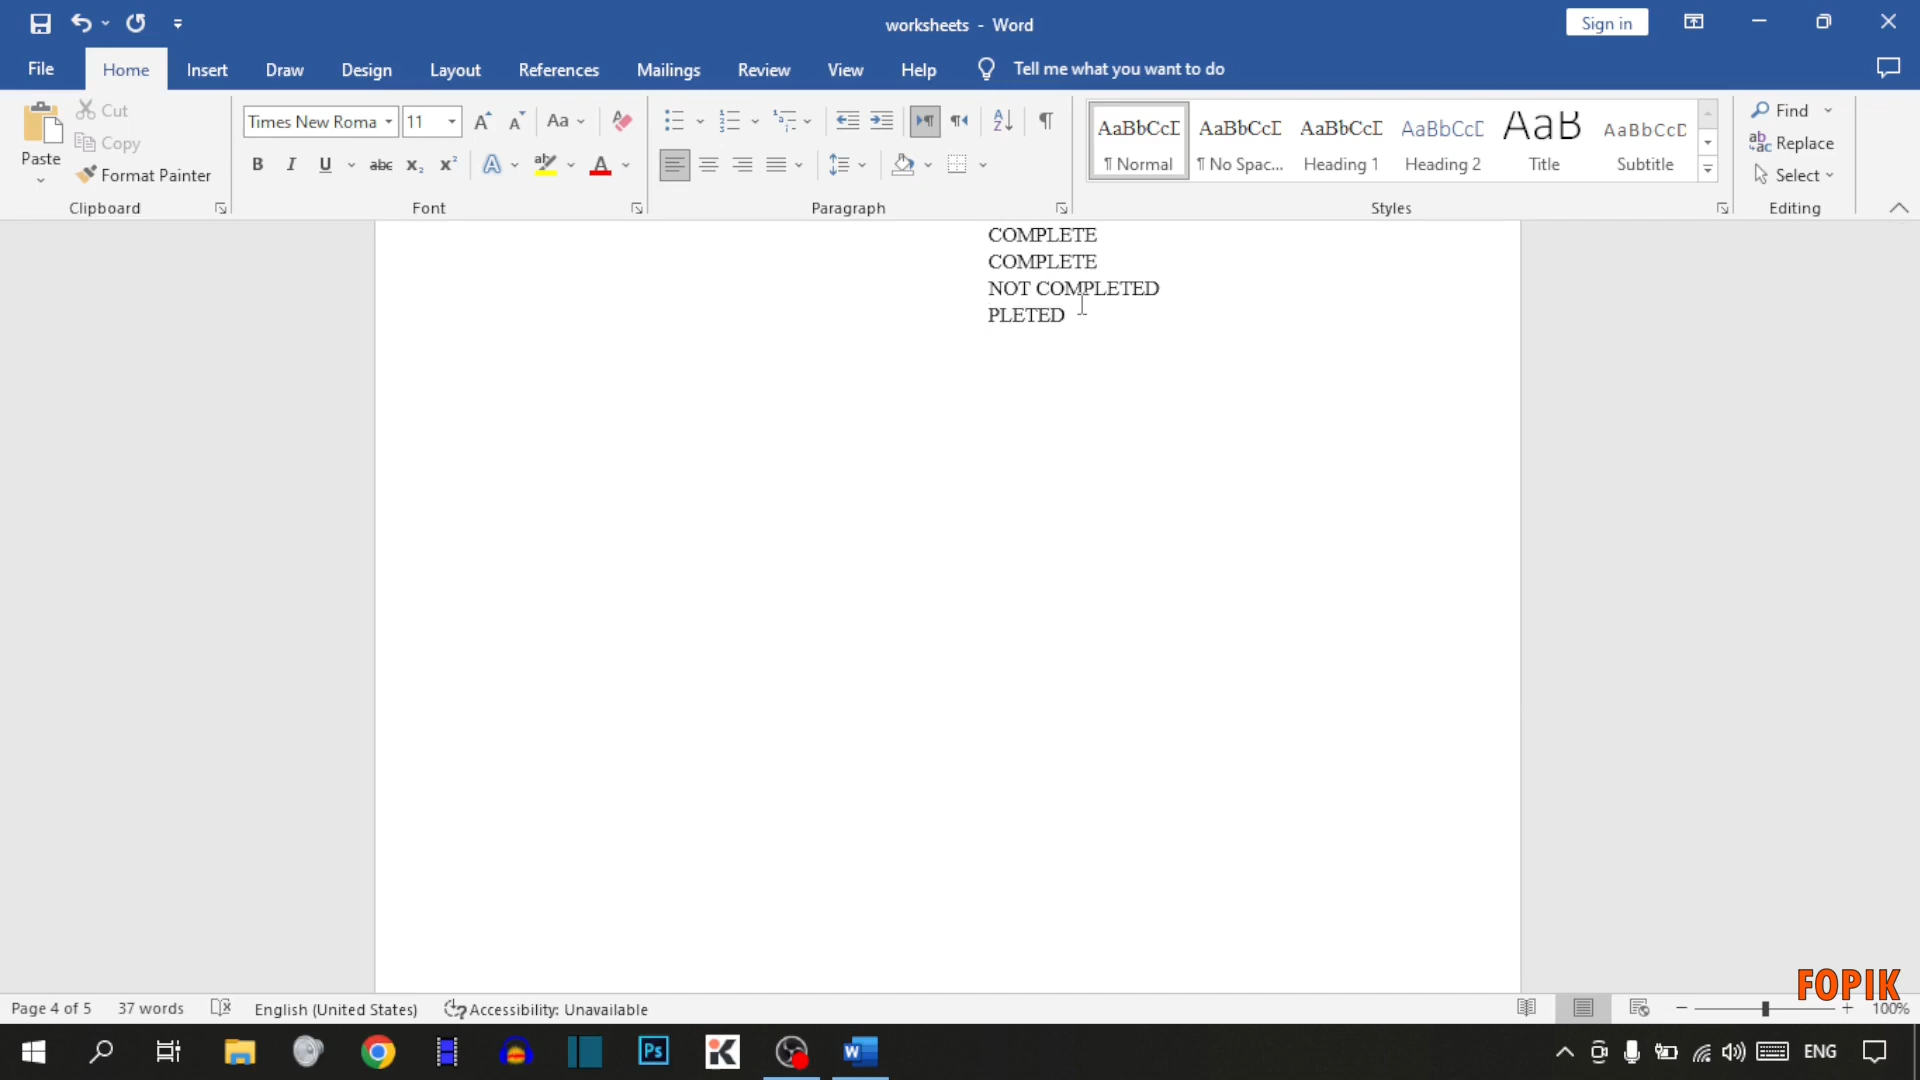 worksheets - Word
Sign in
File Home Insert Draw Design Layout References Mailings Review View Help Tell me what you want to do
Paste
Cut
Copy
Format Painter
Clipboard
Times New Roma 11
Font
Paragraph
AaBbCcD AaBbCcD AaBbCcD AaBbCcD AaB AaBbCcD
¶ Normal ¶ No Spac... Heading 1 Heading 2 Title Subtitle
Styles
Find
Replace
Select
Editing
COMPLETE
COMPLETE
NOT COMPLETED
PLETED
FOPIK
Page 4 of 5 37 words English (United States) Accessibility: Unavailable 100%
Ps
ENG